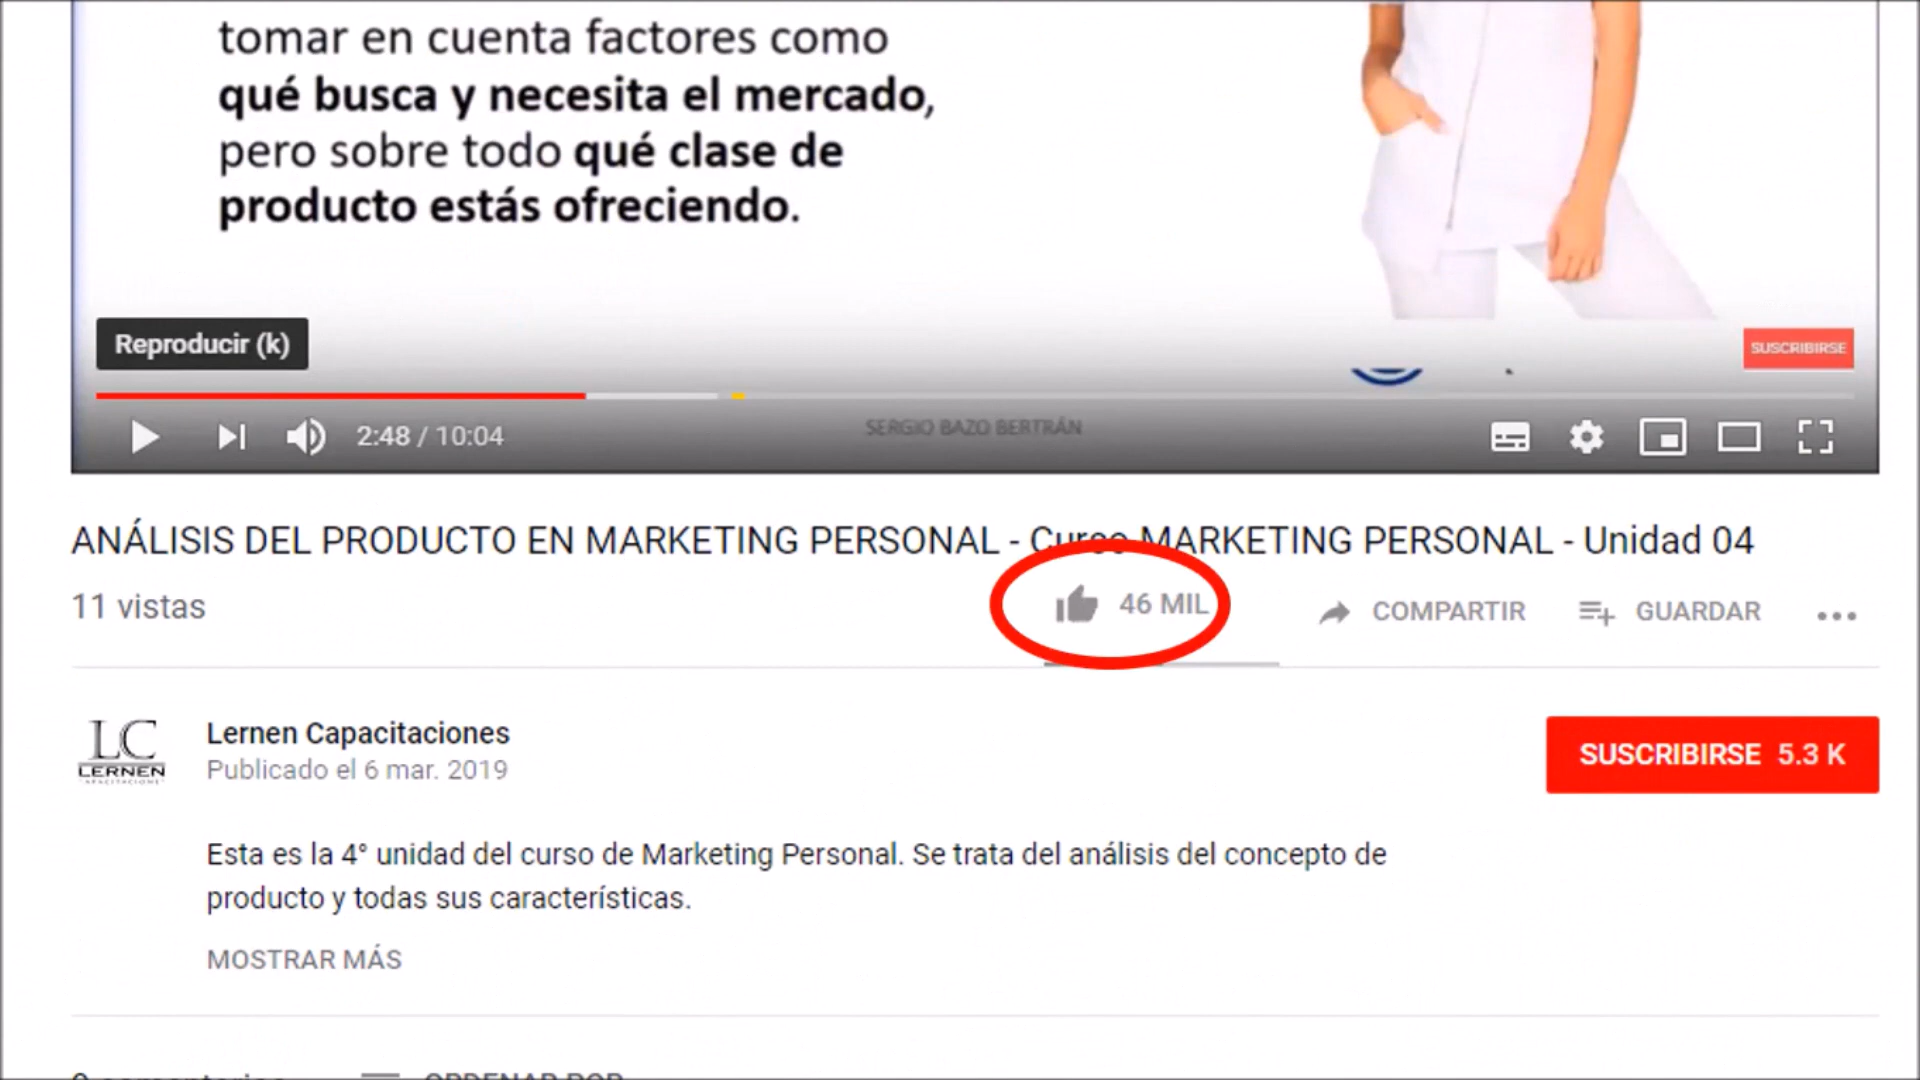 tomar en cuenta factores como
qué busca y necesita el mercado,
pero sobre todo qué clase de
producto estás ofreciendo.
Reproducir (k)
SUSCRIBIRSE
2:48 / 10:04
SERGIO BAZO BERTRÁN
ANÁLISIS DEL PRODUCTO EN MARKETING PERSONAL - Curso MARKETING PERSONAL - Unidad 04
11 vistas
46 MIL
COMPARTIR
GUARDAR
LC
LERNEN
Lernen Capacitaciones
Publicado el 6 mar. 2019
SUSCRIBIRSE 5.3 K
Esta es la 4° unidad del curso de Marketing Personal. Se trata del análisis del concepto de
producto y todas sus características.
MOSTRAR MÁS
ORDENAR POR